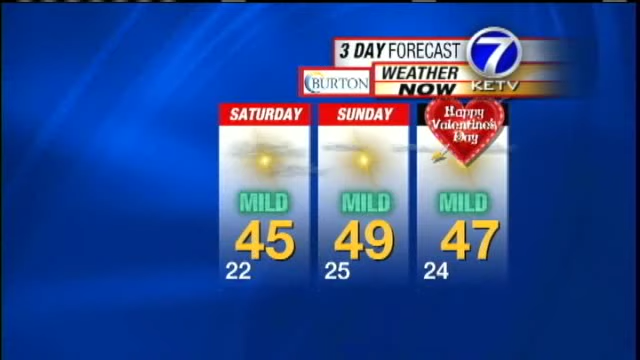 3 DAY FORECAST
7
BURTON
WEATHER
NOW
KETV
SATURDAY
SUNDAY
Happy
Valentine's
Day
MILD
MILD
MILD
45
49
47
22
25
24